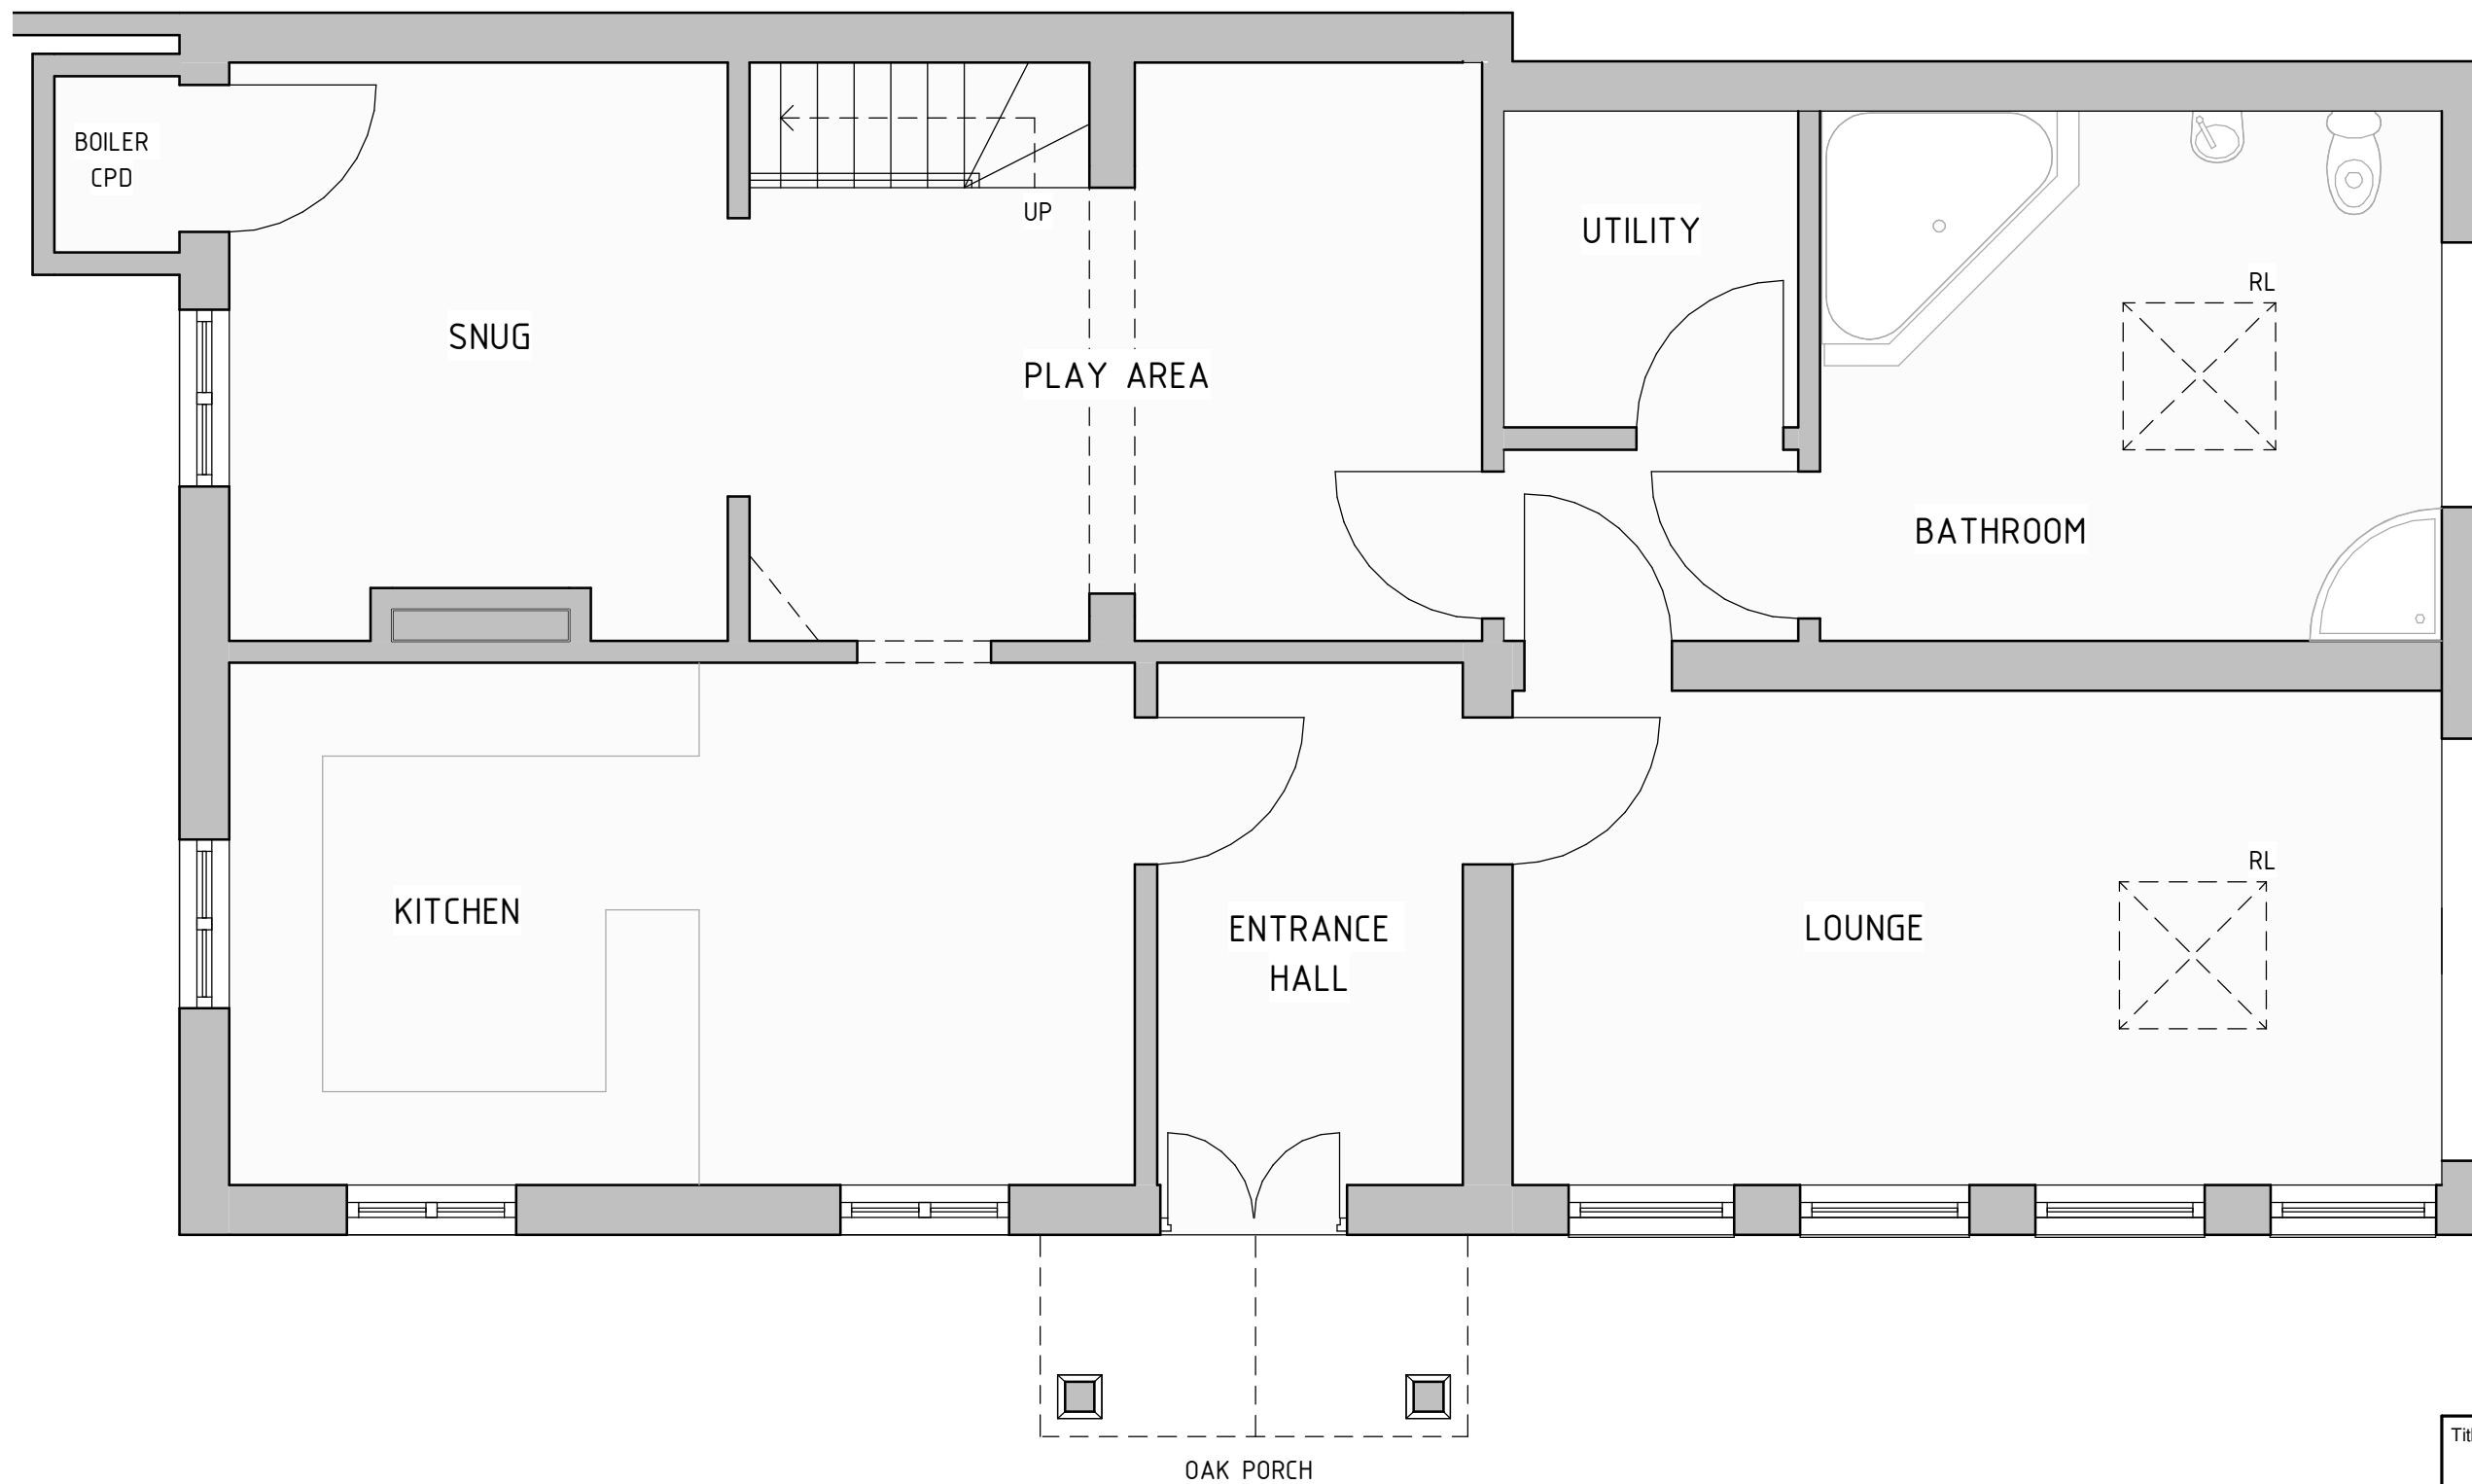 BOILER
CPD
UP
UTILITY
RL
SNUG
PLAY AREA
BATHROOM
RL
KITCHEN
ENTRANCE
HALL
LOUNGE
OAK PORCH